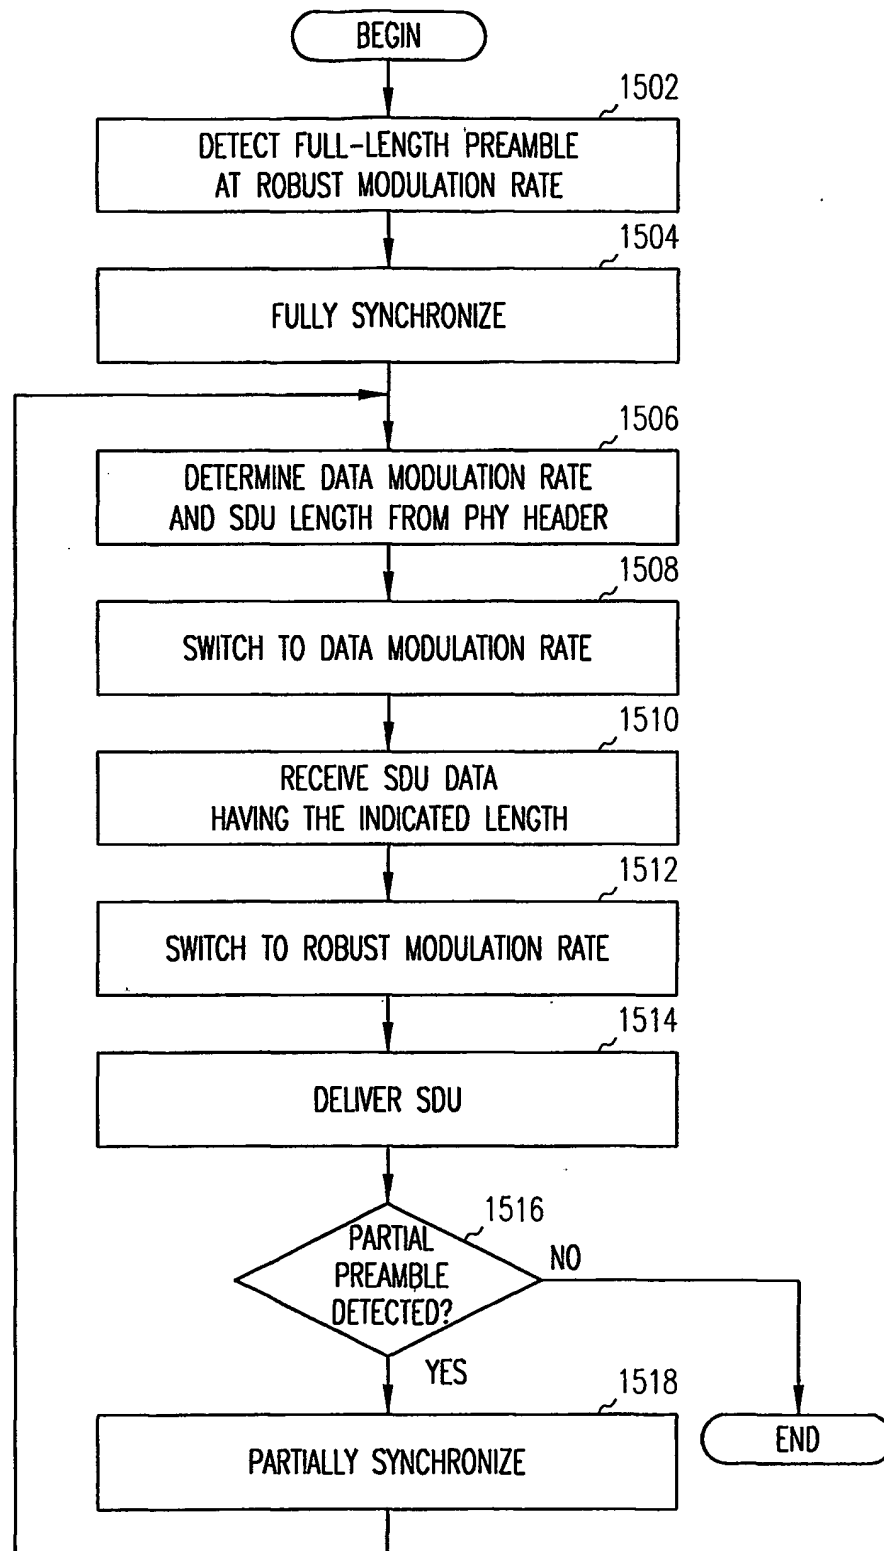 BEGIN
1502
DETECT FULL-LENGTH PREAMBLE
AT ROBUST MODULATION RATE
1504
FULLY SYNCHRONIZE
1506
DETERMINE DATA MODULATION RATE
AND SDU LENGTH FROM PHY HEADER
1508
SWITCH TO DATA MODULATION RATE
1510
RECEIVE SDU DATA
HAVING THE INDICATED LENGTH
1512
SWITCH TO ROBUST MODULATION RATE
1514
DELIVER SDU
1516
PARTIAL
PREAMBLE
DETECTED?
NO
YES
1518
PARTIALLY SYNCHRONIZE
END